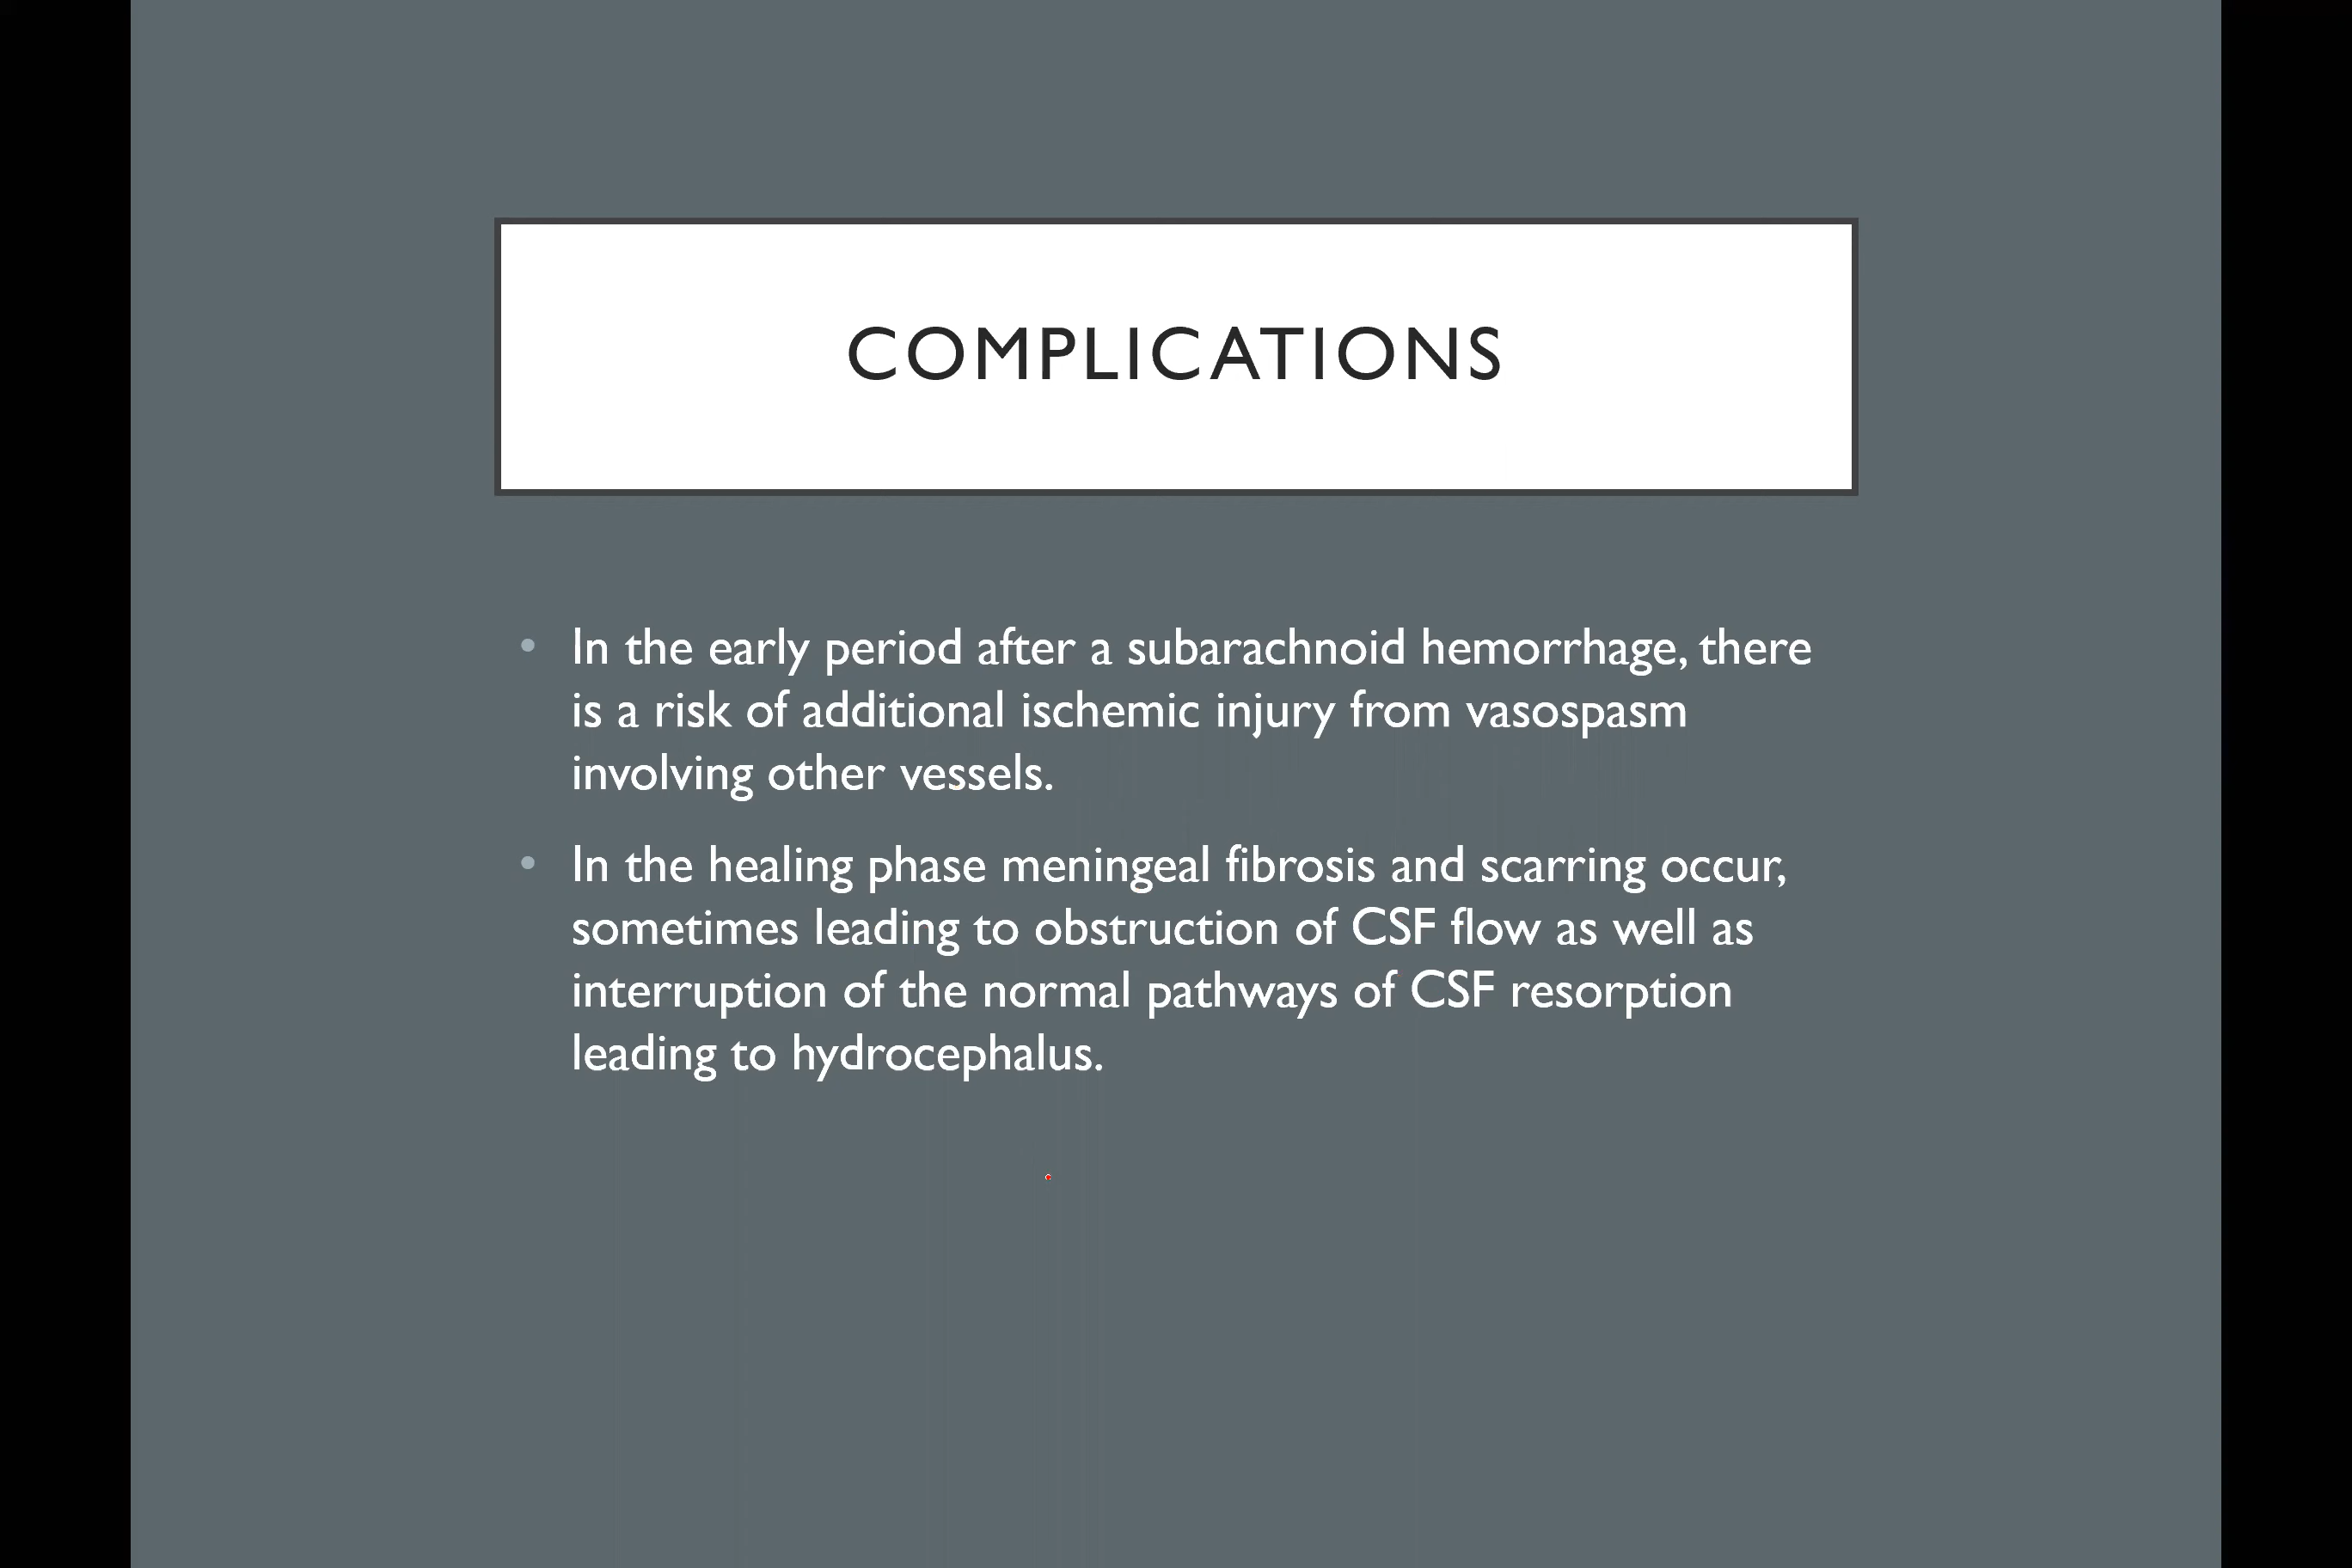 COMPLICATIONS
• In the early period after a subarachnoid hemorrhage, there
is a risk of additional ischemic injury from vasospasm
involving other vessels.
• In the healing phase meningeal fibrosis and scarring occur,
sometimes leading to obstruction of CSF flow as well as
interruption of the normal pathways of CSF resorption
leading to hydrocephalus.